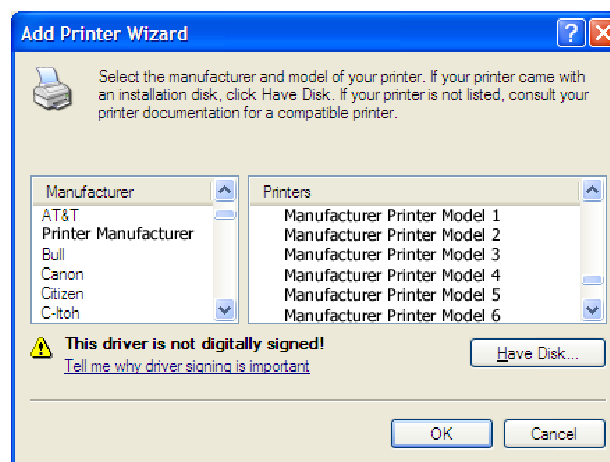 Add Printer Wizard
Select the manufacturer and model of your printer. If your printer came with
an installation disk, click Have Disk. If your printer is not listed, consult your
printer documentation for a compatible printer.
Manufacturer
AT&T
Printer Manufacturer
Bull
Canon
Citizen
C-Itoh
Printers
Manufacturer Printer Model 1
Manufacturer Printer Model 2
Manufacturer Printer Model 3
Manufacturer Printer Model 4
Manufacturer Printer Model 5
Manufacturer Printer Model 6
This driver is not digitally signed!
Tell me why driver signing is important
Have Disk...
OK
Cancel